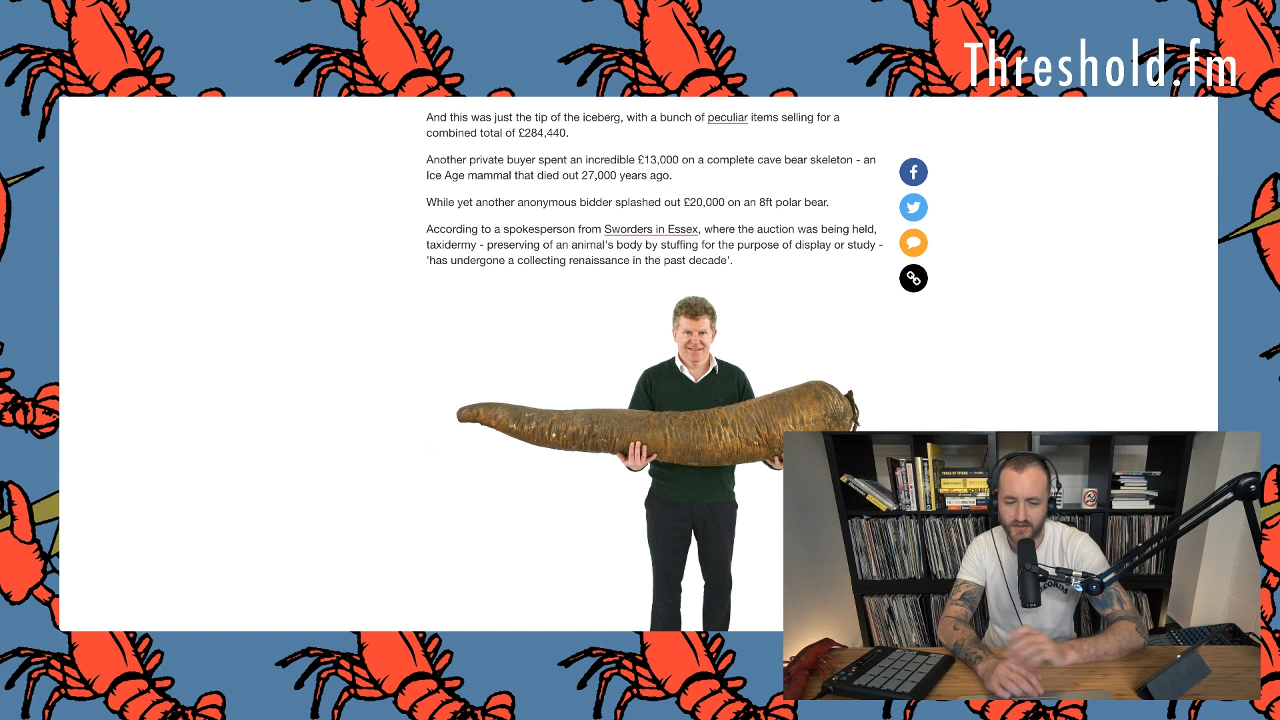 Threshold.fm
And this was just the tip of the iceberg, with a bunch of peculiar items selling for a
combined total of £284,440.
Another private buyer spent an incredible £13,000 on a complete cave bear skeleton - an
Ice Age mammal that died out 27,000 years ago.
While yet another anonymous bidder splashed out £20,000 on an 8ft polar bear.
According to a spokesperson from Sworders in Essex, where the auction was being held,
taxidermy - preserving of an animal's body by stuffing for the purpose of display or study -
'has undergone a collecting renaissance in the past decade'.